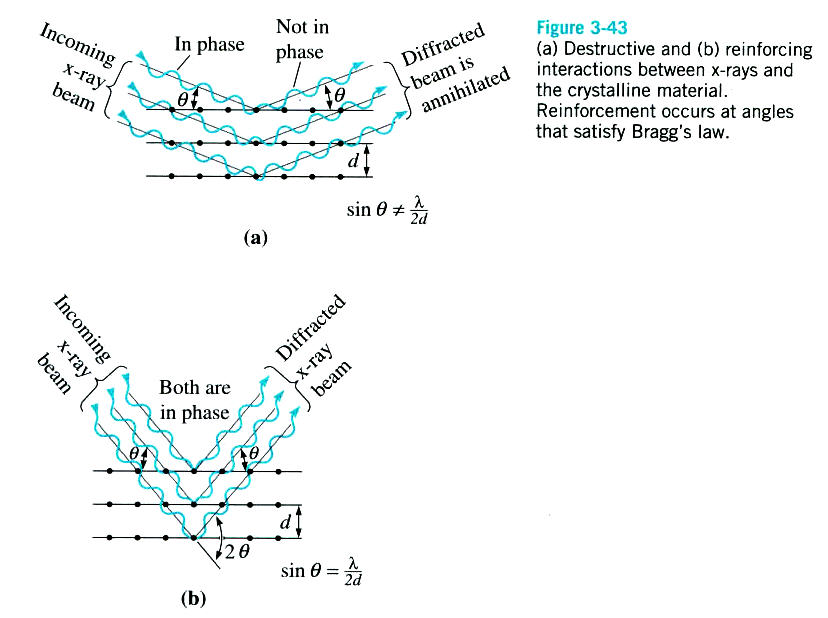 Incoming
x-ray
beam
In phase
Not in
phase
Diffracted
beam is
annihilated
θ
θ
d
sin θ ≠ λ/2d
(a)
Figure 3-43
(a) Destructive and (b) reinforcing
interactions between x-rays and
the crystalline material.
Reinforcement occurs at angles
that satisfy Bragg's law.
Incoming
x-ray
beam
Both are
in phase
Diffracted
x-ray
beam
θ
θ
d
2θ
sin θ = λ/2d
(b)